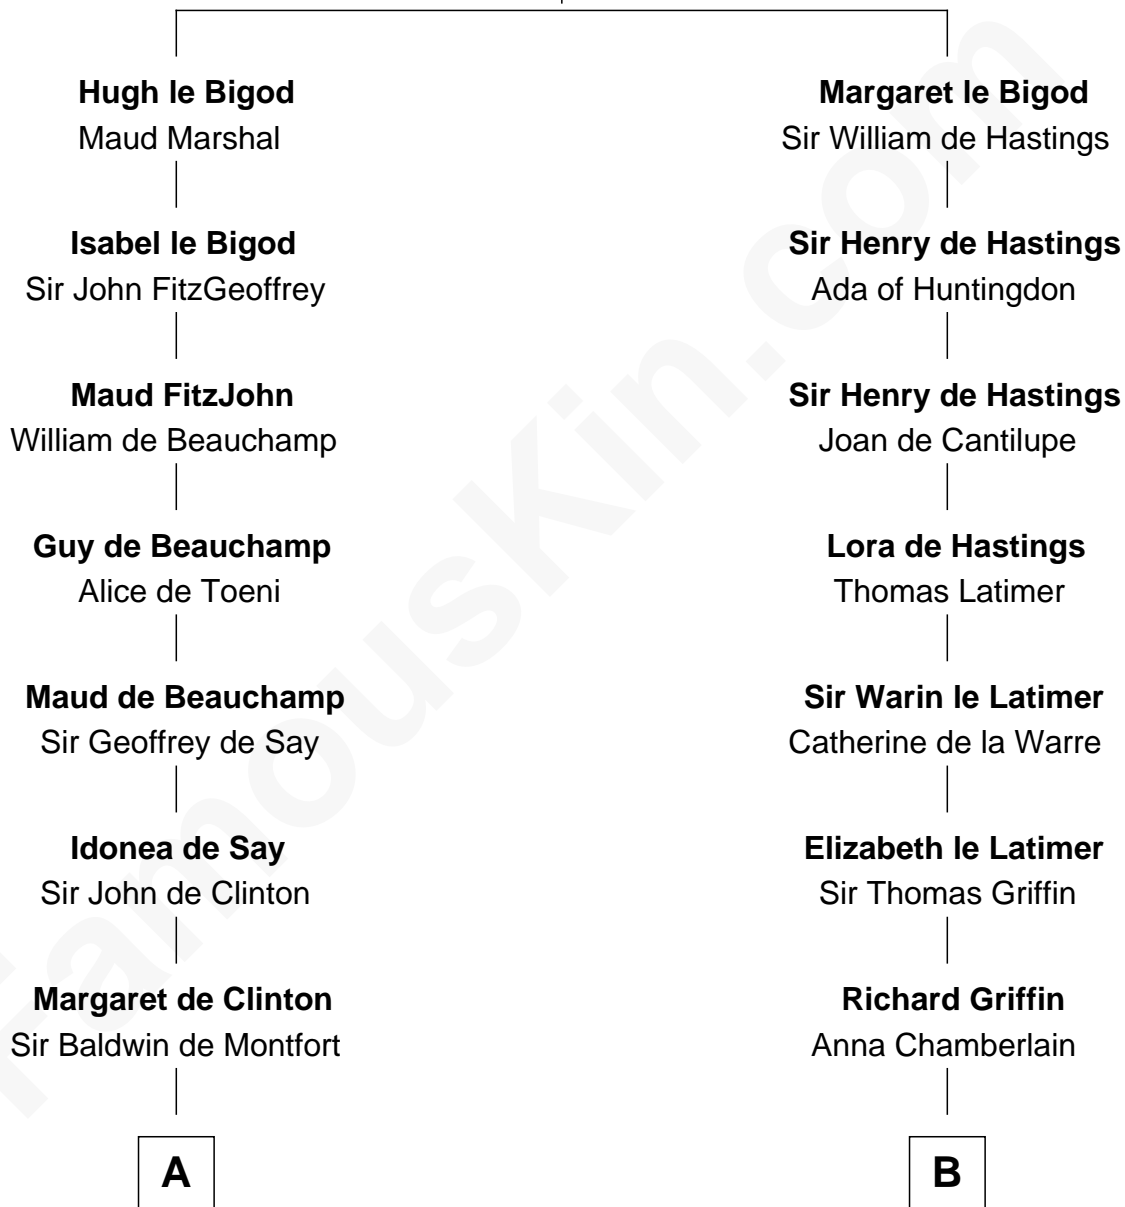 Hugh le Bigod
Maud Marshal
Isabel le Bigod
Sir John FitzGeoffrey
Maud FitzJohn
William de Beauchamp
Guy de Beauchamp
Alice de Toeni
Maud de Beauchamp
Sir Geoffrey de Say
Idonea de Say
Sir John de Clinton
Margaret de Clinton
Sir Baldwin de Montfort
A
Margaret le Bigod
Sir William de Hastings
Sir Henry de Hastings
Ada of Huntingdon
Sir Henry de Hastings
Joan de Cantilupe
Lora de Hastings
Thomas Latimer
Sir Warin le Latimer
Catherine de la Warre
Elizabeth le Latimer
Sir Thomas Griffin
Richard Griffin
Anna Chamberlain
B
FamousKin.com